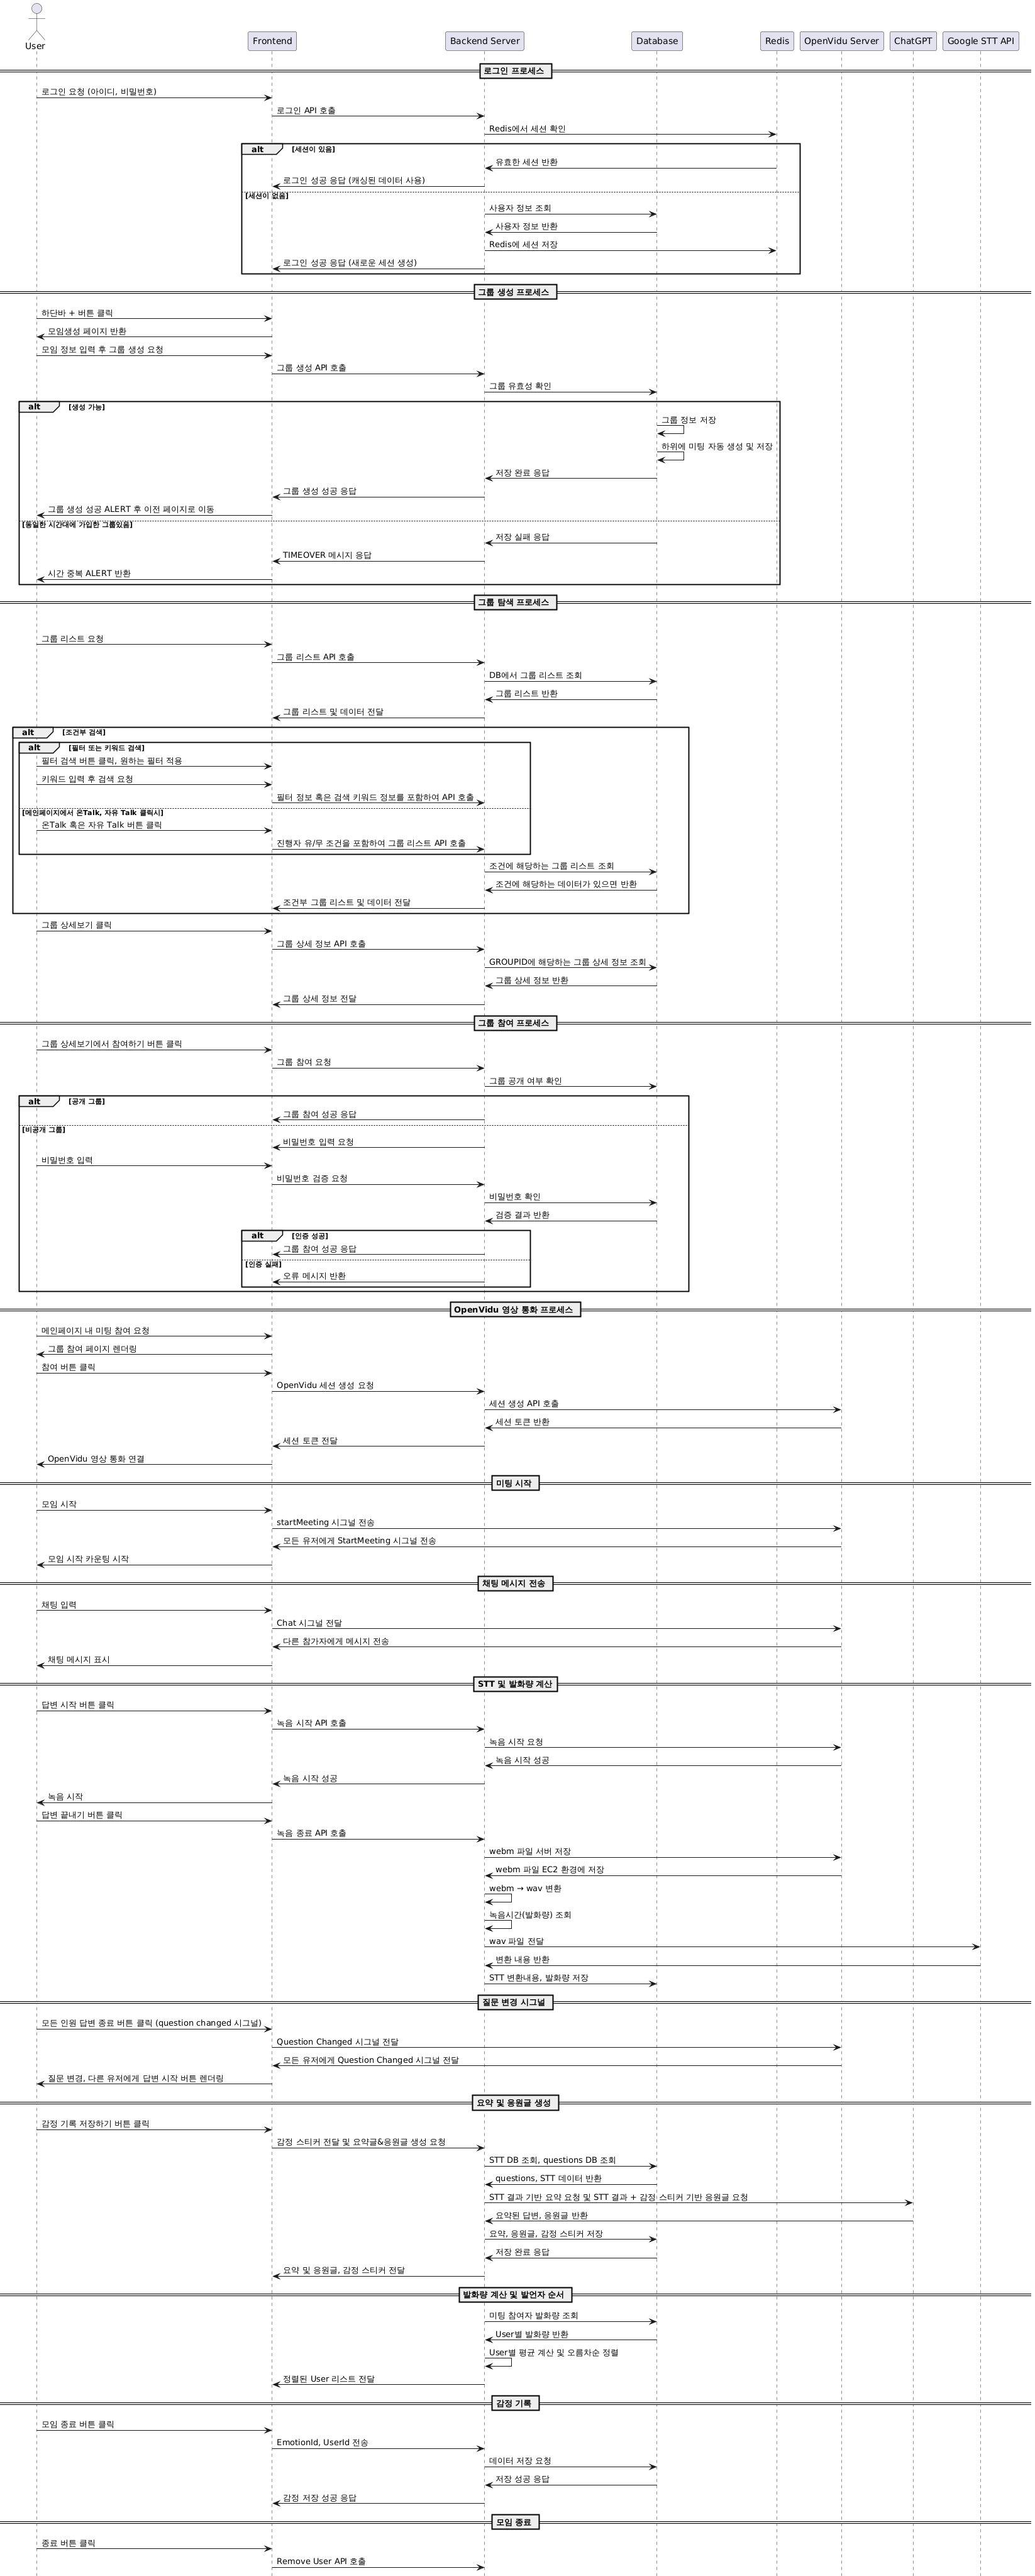 User
Frontend
Backend Server
Database
Redis
OpenVidu Server
ChatGPT
Google STT API
로그인 프로세스
로그인 요청 (아이디, 비밀번호)
로그인 API 호출
Redis에서 세션 확인
alt [세션이 있음]
유효한 세션 반환
로그인 성공 응답 (캐싱된 데이터 사용)
[세션이 없음]
사용자 정보 조회
사용자 정보 반환
Redis에 세션 저장
로그인 성공 응답 (새로운 세션 생성)
그룹 생성 프로세스
하단바 + 버튼 클릭
모임생성 페이지 반환
모임 정보 입력 후 그룹 생성 요청
그룹 생성 API 호출
그룹 유효성 확인
alt [생성 가능]
그룹 정보 저장
하위에 미팅 자동 생성 및 저장
저장 완료 응답
그룹 생성 성공 응답
그룹 생성 성공 ALERT 후 이전 페이지로 이동
[동일한 시간대에 가입한 그룹있음]
저장 실패 응답
TIMEOVER 메시지 응답
시간 중복 ALERT 반환
그룹 탐색 프로세스
그룹 리스트 요청
그룹 리스트 API 호출
DB에서 그룹 리스트 조회
그룹 리스트 반환
그룹 리스트 및 데이터 전달
alt [조건부 검색]
alt [필터 또는 키워드 검색]
필터 검색 버튼 클릭, 원하는 필터 적용
키워드 입력 후 검색 요청
필터 정보 혹은 검색 키워드 정보를 포함하여 API 호출
[메인페이지에서 온Talk, 자유 Talk 클릭시]
온Talk 혹은 자유 Talk 버튼 클릭
진행자 유/무 조건을 포함하여 그룹 리스트 API 호출
조건에 해당하는 그룹 리스트 조회
조건에 해당하는 데이터가 있으면 반환
조건부 그룹 리스트 및 데이터 전달
그룹 상세보기 클릭
그룹 상세 정보 API 호출
GROUPID에 해당하는 그룹 상세 정보 조회
그룹 상세 정보 반환
그룹 상세 정보 전달
그룹 참여 프로세스
그룹 상세보기에서 참여하기 버튼 클릭
그룹 참여 요청
그룹 공개 여부 확인
alt [공개 그룹]
그룹 참여 성공 응답
[비공개 그룹]
비밀번호 입력 요청
비밀번호 입력
비밀번호 검증 요청
비밀번호 확인
검증 결과 반환
alt [인증 성공]
그룹 참여 성공 응답
[인증 실패]
오류 메시지 반환
OpenVidu 영상 통화 프로세스
메인페이지 내 미팅 참여 요청
그룹 참여 페이지 렌더링
참여 버튼 클릭
OpenVidu 세션 생성 요청
세션 생성 API 호출
세션 토큰 반환
세션 토큰 전달
OpenVidu 영상 통화 연결
미팅 시작
모임 시작
startMeeting 시그널 전송
모든 유저에게 StartMeeting 시그널 전송
모임 시작 카운팅 시작
채팅 메시지 전송
채팅 입력
Chat 시그널 전달
다른 참가자에게 메시지 전송
채팅 메시지 표시
STT 및 발화량 계산
답변 시작 버튼 클릭
녹음 시작 API 호출
녹음 시작 요청
녹음 시작 성공
녹음 시작 성공
녹음 시작
답변 끝내기 버튼 클릭
녹음 종료 API 호출
webm 파일 서버 저장
webm 파일 EC2 환경에 저장
webm → wav 변환
녹음시간(발화량) 조회
wav 파일 전달
변환 내용 반환
STT 변환내용, 발화량 저장
질문 변경 시그널
모든 인원 답변 종료 버튼 클릭 (question changed 시그널)
Question Changed 시그널 전달
모든 유저에게 Question Changed 시그널 전달
질문 변경, 다른 유저에게 답변 시작 버튼 렌더링
요약 및 응원글 생성
감정 기록 저장하기 버튼 클릭
감정 스티커 전달 및 요약글&응원글 생성 요청
STT DB 조회, questions DB 조회
questions, STT 데이터 반환
STT 결과 기반 요약 요청 및 STT 결과 + 감정 스티커 기반 응원글 요청
요약된 답변, 응원글 반환
요약, 응원글, 감정 스티커 저장
저장 완료 응답
요약 및 응원글, 감정 스티커 전달
발화량 계산 및 발언자 순서
미팅 참여자 발화량 조회
User별 발화량 반환
User별 평균 계산 및 오름차순 정렬
정렬된 User 리스트 전달
감정 기록
모임 종료 버튼 클릭
EmotionId, UserId 전송
데이터 저장 요청
저장 성공 응답
감정 저장 성공 응답
모임 종료
종료 버튼 클릭
Remove User API 호출